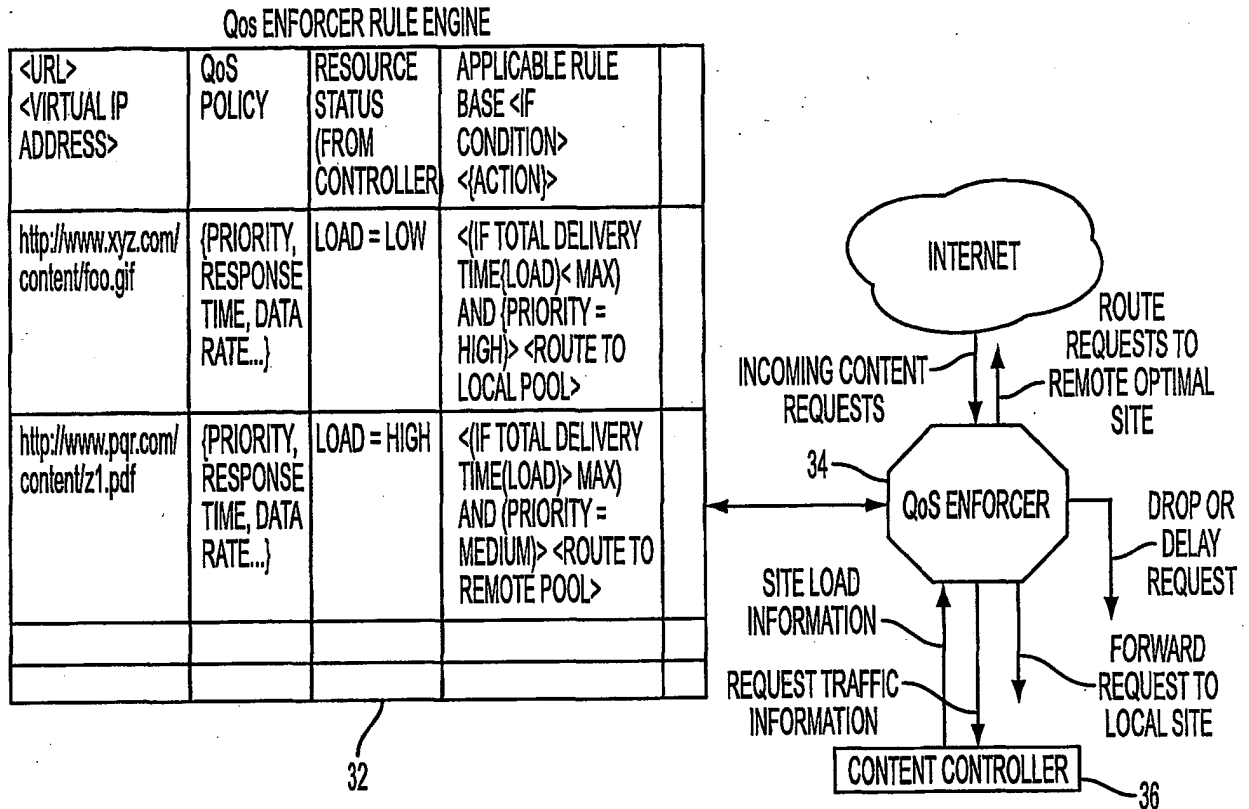 QoS ENFORCER RULE ENGINE
<URL>
<VIRTUAL IP
ADDRESS>
QoS
POLICY
RESOURCE
STATUS
(FROM
CONTROLLER)
APPLICABLE RULE
BASE <IF
CONDITION>
<{ACTION}>
http://www.xyz.com/
content/foo.gif
{PRIORITY,
RESPONSE
TIME, DATA
RATE...}
LOAD = LOW
<(IF TOTAL DELIVERY
TIME(LOAD)< MAX)
AND (PRIORITY =
HIGH)> <ROUTE TO
LOCAL POOL>
http://www.pqr.com/
content/z1.pdf
{PRIORITY,
RESPONSE
TIME, DATA
RATE...}
LOAD = HIGH
<(IF TOTAL DELIVERY
TIME(LOAD)> MAX)
AND (PRIORITY =
MEDIUM)> <ROUTE TO
REMOTE POOL>
32
INTERNET
INCOMING CONTENT
REQUESTS
ROUTE
REQUESTS TO
REMOTE OPTIMAL
SITE
34
QoS ENFORCER
DROP OR
DELAY
REQUEST
SITE LOAD
INFORMATION
REQUEST TRAFFIC
INFORMATION
FORWARD
REQUEST TO
LOCAL SITE
CONTENT CONTROLLER
36